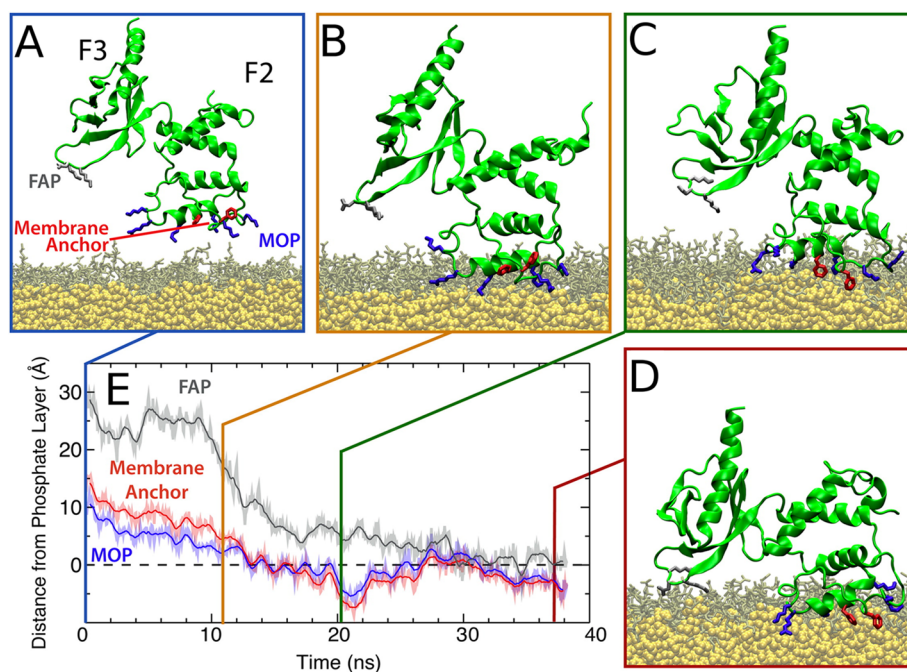 A
F3
F2
FAP
Membrane
Anchor
MOP
B
C
D
E
FAP
Membrane
Anchor
MOP
Distance from Phosphate Layer (Å)
30
20
10
0
0
10
20
30
40
Time (ns)